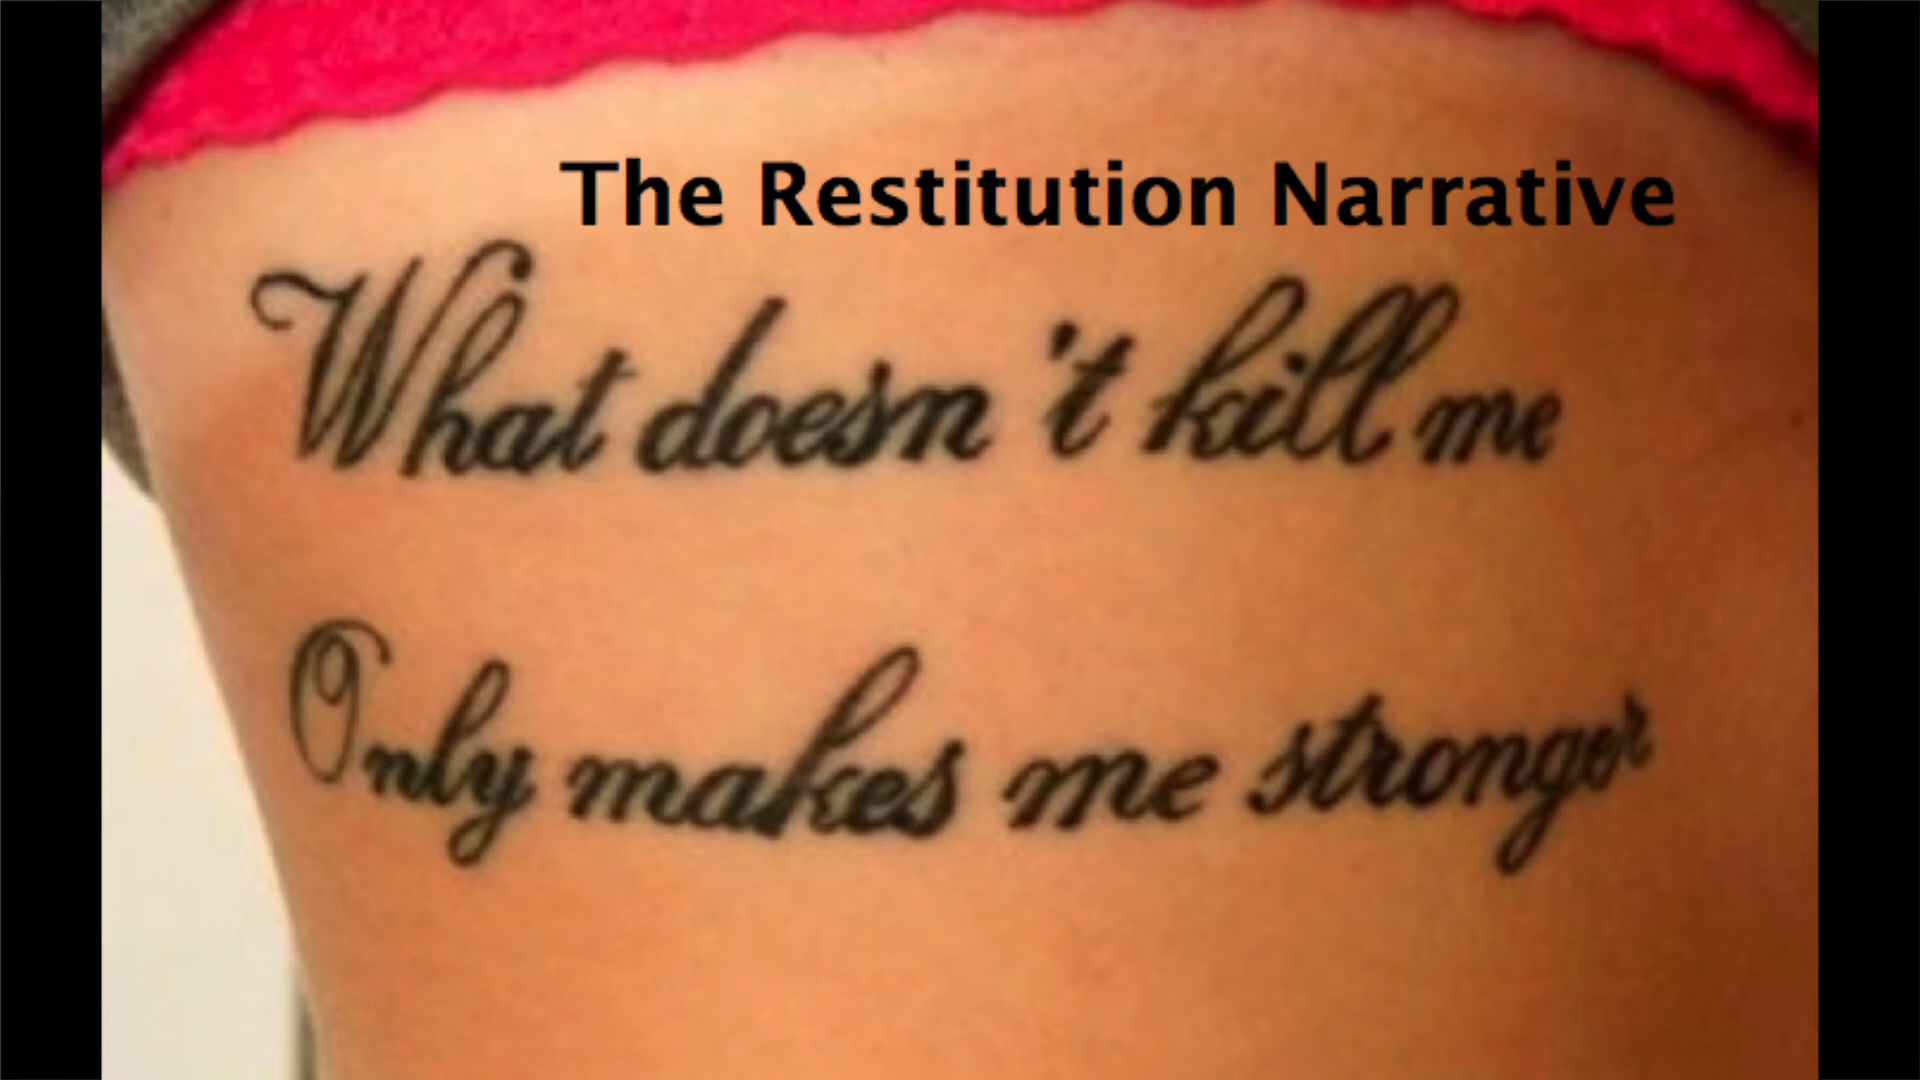 The Restitution Narrative
What doesn't kill me
Only makes me stronger